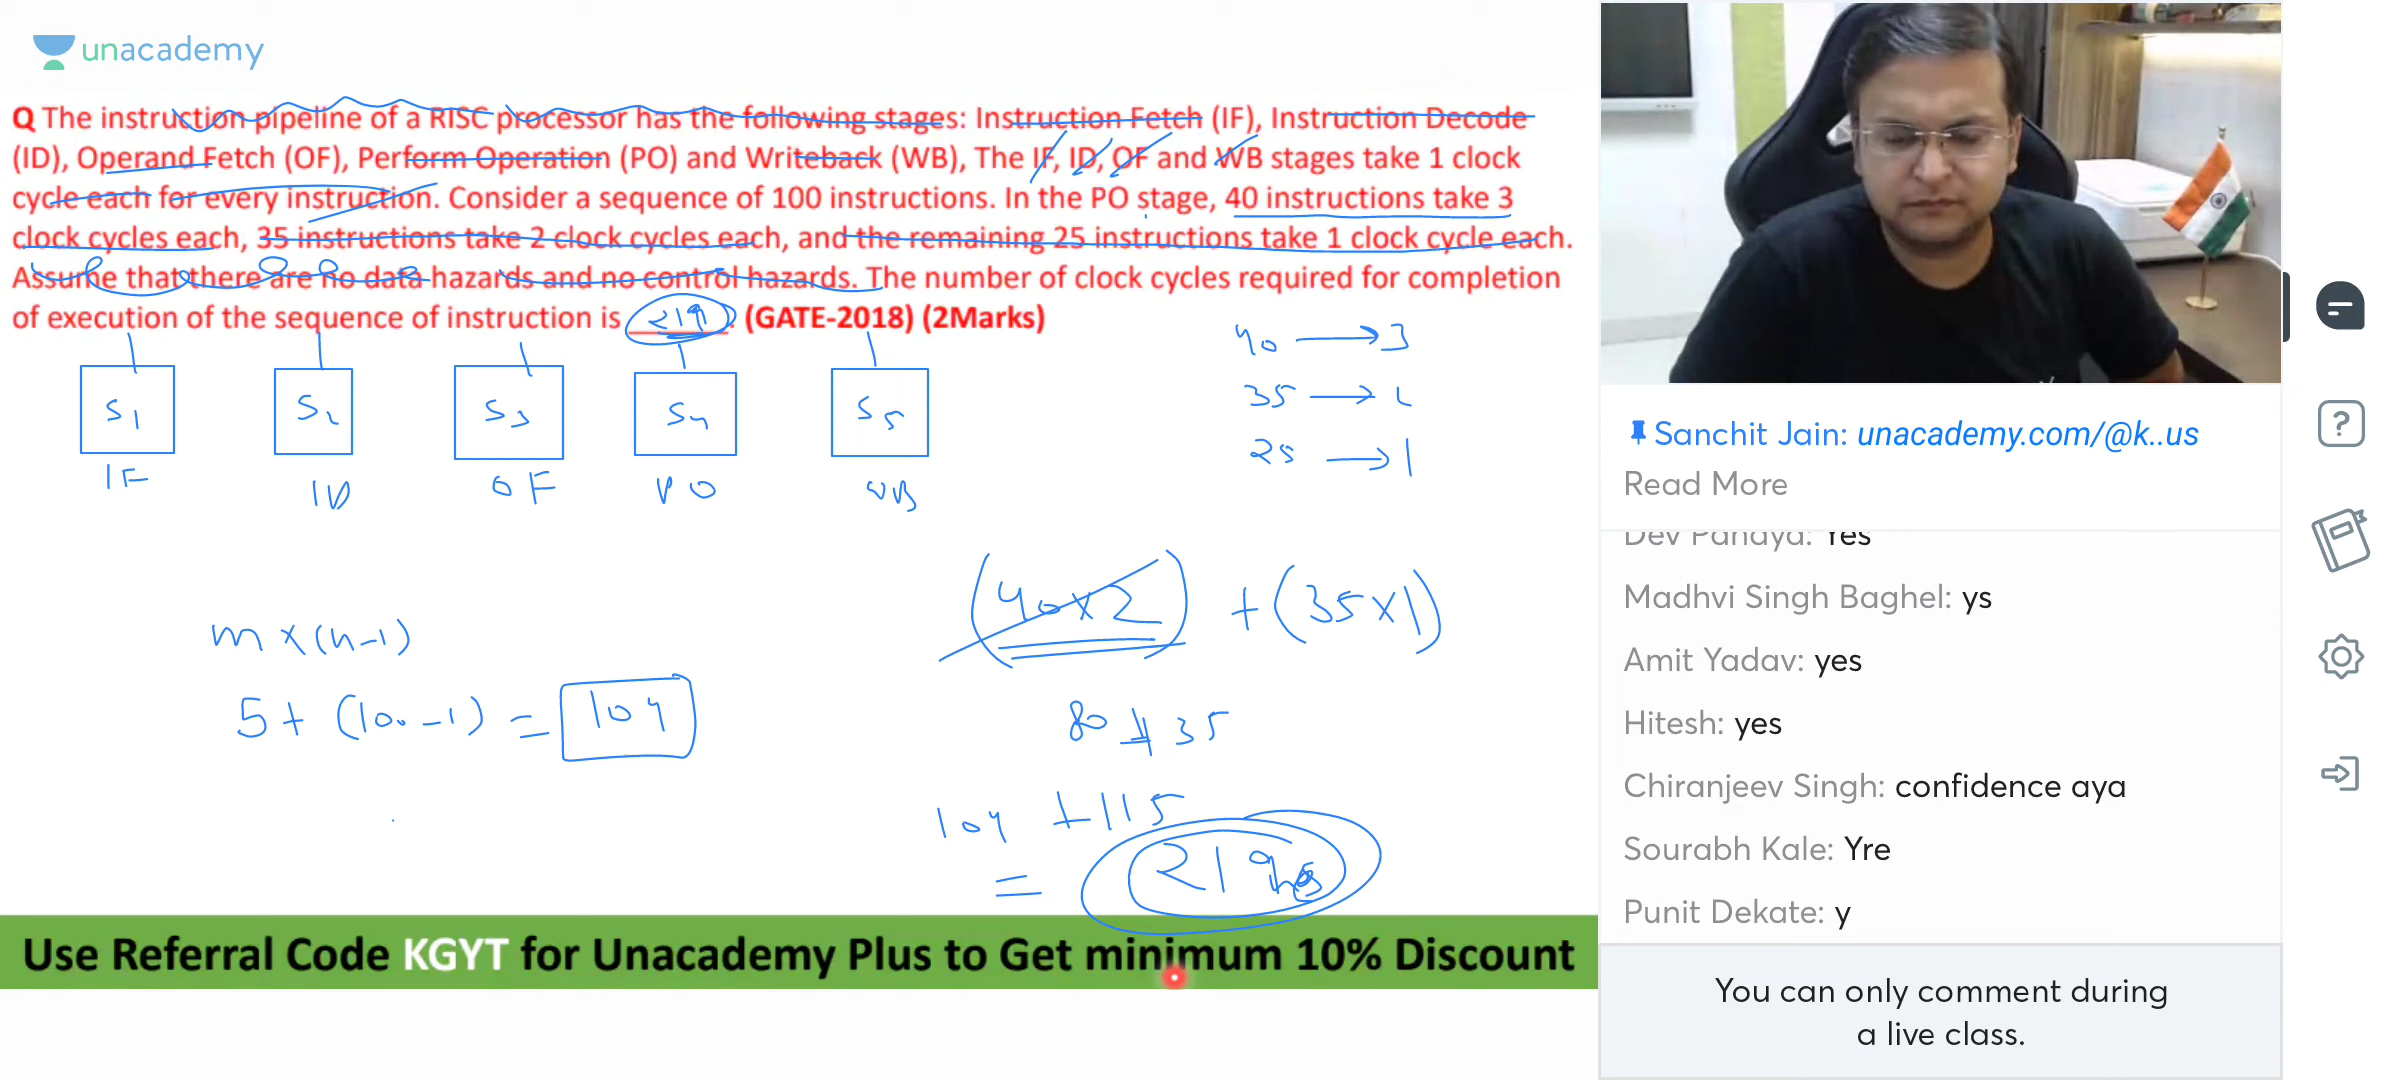 unacademy
Q The instruction pipeline of a RISC processor has the following stages: Instruction Fetch (IF), Instruction Decode
(ID), Operand Fetch (OF), Perform Operation (PO) and Writeback (WB), The IF, ID, OF and WB stages take 1 clock
cycle each for every instruction. Consider a sequence of 100 instructions. In the PO stage, 40 instructions take 3
clock cycles each, 35 instructions take 2 clock cycles each, and the remaining 25 instructions take 1 clock cycle each.
Assume that there are no data hazards and no control hazards. The number of clock cycles required for completion
of execution of the sequence of instruction is 219. (GATE-2018) (2Marks)
40 → 3
35 → 2
25 → 1
S1 S2 S3 S4 S5
IF ID OF PO WB
(40x2) + (35x1)
m x (n-1)
5 + (100-1) = 104
80 + 35
104 + 115
= 219
Use Referral Code KGYT for Unacademy Plus to Get minimum 10% Discount
Sanchit Jain: unacademy.com/@k..us
Read More
Dev Pandya: Yes
Madhvi Singh Baghel: ys
Amit Yadav: yes
Hitesh: yes
Chiranjeev Singh: confidence aya
Sourabh Kale: Yre
Punit Dekate: y
You can only comment during
a live class.